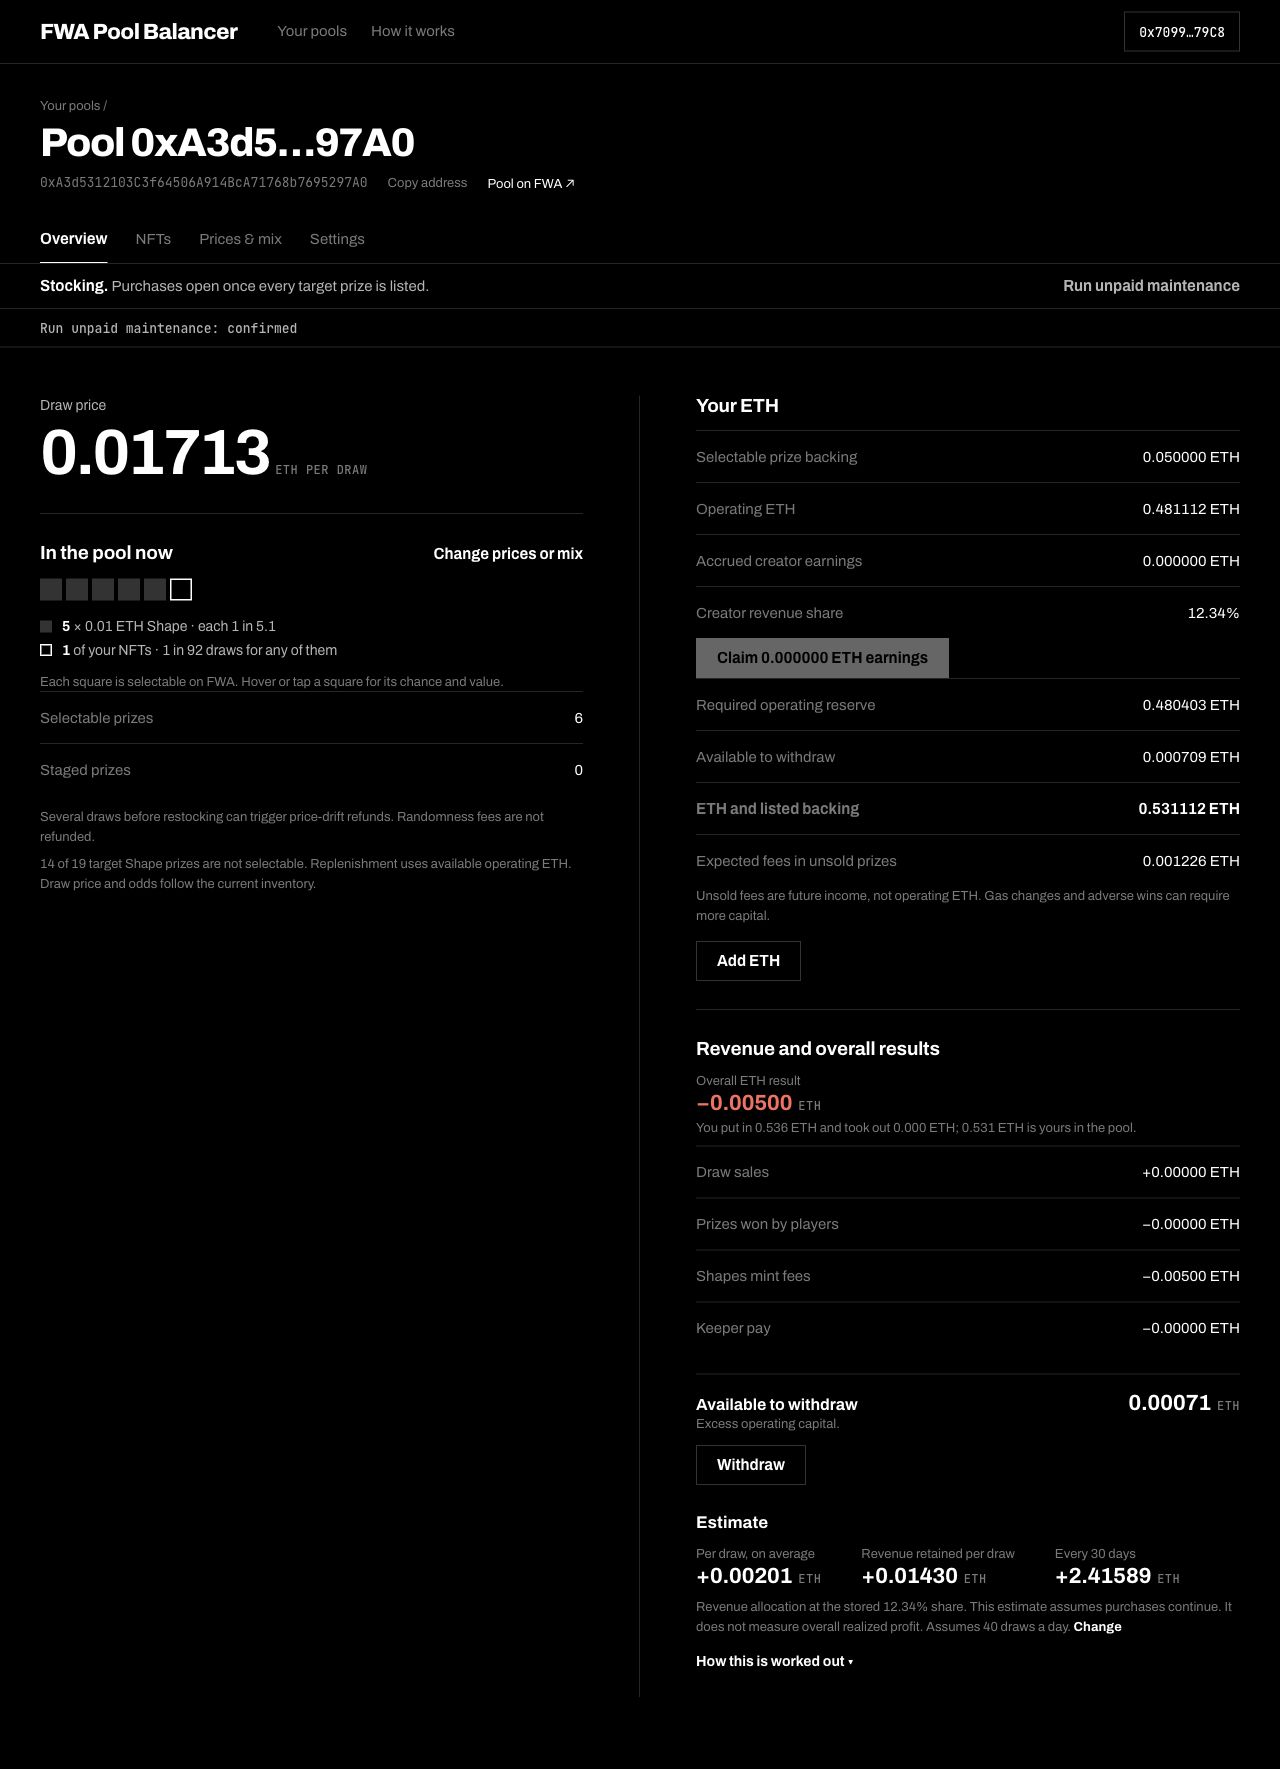 FWA Pool Balancer
Your pools
How it works
0x7099…79C8
Your pools /
Pool 0xA3d5…97A0
0xA3d5312103C3f64506A914BcA71768b7695297A0
Copy address
Pool on FWA ↗
Overview
NFTs
Prices & mix
Settings
Stocking. Purchases open once every target prize is listed.
Run unpaid maintenance
Run unpaid maintenance: confirmed
Draw price
0.01713 ETH PER DRAW
In the pool now
Change prices or mix
5 × 0.01 ETH Shape · each 1 in 5.1
1 of your NFTs · 1 in 92 draws for any of them
Each square is selectable on FWA. Hover or tap a square for its chance and value.
Selectable prizes 6
Staged prizes 0
Several draws before restocking can trigger price-drift refunds. Randomness fees are not
refunded.
14 of 19 target Shape prizes are not selectable. Replenishment uses available operating ETH.
Draw price and odds follow the current inventory.
Your ETH
Selectable prize backing 0.050000 ETH
Operating ETH 0.481112 ETH
Accrued creator earnings 0.000000 ETH
Creator revenue share 12.34%
Claim 0.000000 ETH earnings
Required operating reserve 0.480403 ETH
Available to withdraw 0.000709 ETH
ETH and listed backing 0.531112 ETH
Expected fees in unsold prizes 0.001226 ETH
Unsold fees are future income, not operating ETH. Gas changes and adverse wins can require
more capital.
Add ETH
Revenue and overall results
Overall ETH result
−0.00500 ETH
You put in 0.536 ETH and took out 0.000 ETH; 0.531 ETH is yours in the pool.
Draw sales +0.00000 ETH
Prizes won by players −0.00000 ETH
Shapes mint fees −0.00500 ETH
Keeper pay −0.00000 ETH
Available to withdraw 0.00071 ETH
Excess operating capital.
Withdraw
Estimate
Per draw, on average Revenue retained per draw Every 30 days
+0.00201 ETH +0.01430 ETH +2.41589 ETH
Revenue allocation at the stored 12.34% share. This estimate assumes purchases continue. It
does not measure overall realized profit. Assumes 40 draws a day. Change
How this is worked out ▾